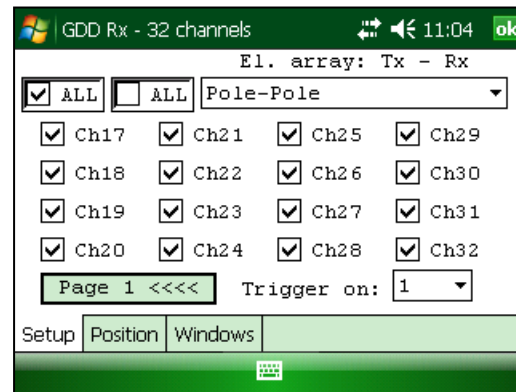 GDD Rx - 32 channels 11:04 ok
El. array: Tx - Rx
ALL ALL Pole-Pole
Ch17 Ch21 Ch25 Ch29
Ch18 Ch22 Ch26 Ch30
Ch19 Ch23 Ch27 Ch31
Ch20 Ch24 Ch28 Ch32
Page 1 <<<< Trigger on: 1
Setup Position Windows